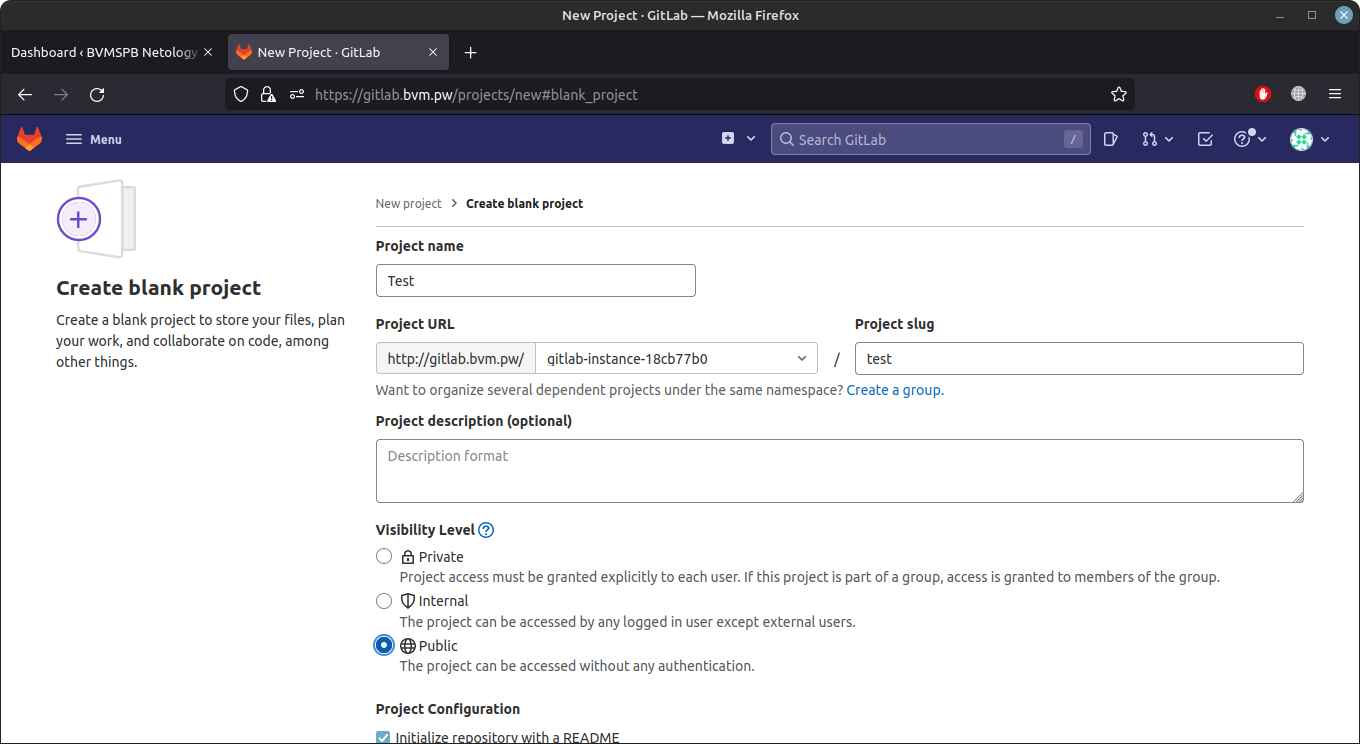 New Project · GitLab — Mozilla Firefox
Dashboard ‹ BVMSPB Netology
New Project · GitLab
https://gitlab.bvm.pw/projects/new#blank_project
Menu
Search GitLab
/
New project > Create blank project
Create blank project
Create a blank project to store your files, plan
your work, and collaborate on code, among
other things.
Project name
Test
Project URL
Project slug
http://gitlab.bvm.pw/
gitlab-instance-18cb77b0
/
test
Want to organize several dependent projects under the same namespace? Create a group.
Project description (optional)
Description format
Visibility Level
Private
Project access must be granted explicitly to each user. If this project is part of a group, access is granted to members of the group.
Internal
The project can be accessed by any logged in user except external users.
Public
The project can be accessed without any authentication.
Project Configuration
Initialize repository with a README